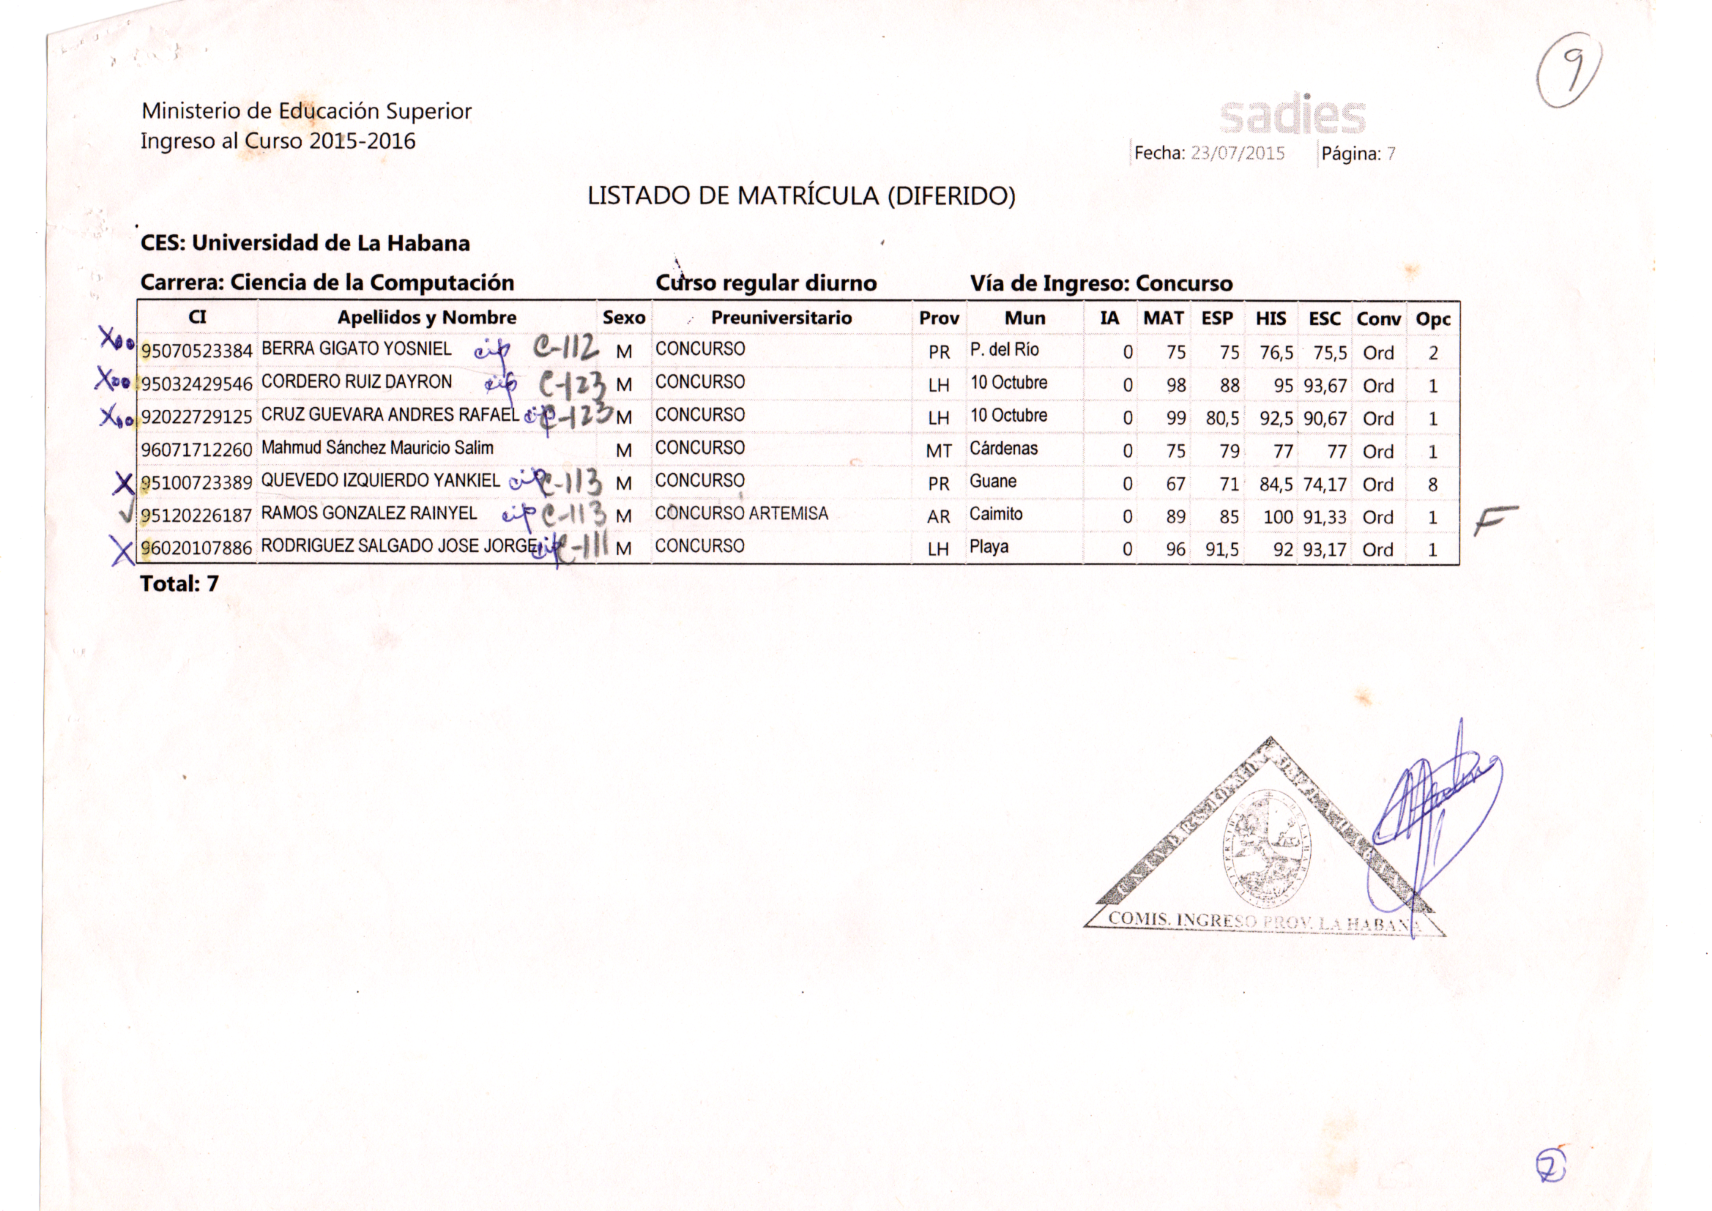 9
Ministerio de Educación Superior
Ingreso al Curso 2015-2016
sadies
Fecha: 23/07/2015 Página: 7
LISTADO DE MATRÍCULA (DIFERIDO)
CES: Universidad de La Habana
Carrera: Ciencia de la Computación Curso regular diurno Vía de Ingreso: Concurso
CI Apellidos y Nombre Sexo Preuniversitario Prov Mun IA MAT ESP HIS ESC Conv Opc
95070523384 BERRA GIGATO YOSNIEL cip C-112 M CONCURSO PR P. del Río 0 75 75 76,5 75,5 Ord 2
95032429546 CORDERO RUIZ DAYRON cip C-123 M CONCURSO LH 10 Octubre 0 98 88 95 93,67 Ord 1
92022729125 CRUZ GUEVARA ANDRES RAFAEL cip C-123 M CONCURSO LH 10 Octubre 0 99 80,5 92,5 90,67 Ord 1
96071712260 Mahmud Sánchez Mauricio Salim M CONCURSO MT Cárdenas 0 75 79 77 77 Ord 1
X 95100723389 QUEVEDO IZQUIERDO YANKIEL cip C-113 M CONCURSO PR Guane 0 67 71 84,5 74,17 Ord 8
✓ 95120226187 RAMOS GONZALEZ RAINYEL cip C-113 M CONCURSO ARTEMISA AR Caimito 0 89 85 100 91,33 Ord 1 F
X 96020107886 RODRIGUEZ SALGADO JOSE JORGE cip C-111 M CONCURSO LH Playa 0 96 91,5 92 93,17 Ord 1
Total: 7
COMIS. INGRESO PROV. LA HABANA
2